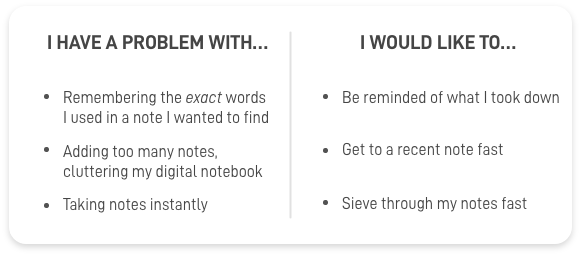 I HAVE A PROBLEM WITH...
• Remembering the exact words
I used in a note I wanted to find
• Adding too many notes,
cluttering my digital notebook
• Taking notes instantly
I WOULD LIKE TO...
• Be reminded of what I took down
• Get to a recent note fast
• Sieve through my notes fast